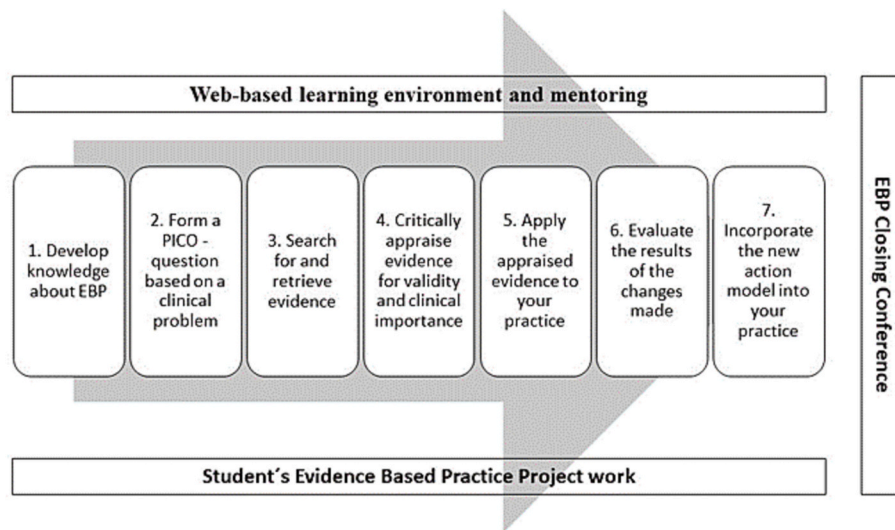 Web-based learning environment and mentoring
1. Develop
knowledge
about EBP
2. Form a
PICO -
question
based on a
clinical
problem
3. Search
for and
retrieve
evidence
4. Critically
appraise
evidence
for validity
and clinical
importance
5. Apply
the
appraised
evidence to
your
practice
6. Evaluate
the results
of the
changes
made
7.
Incorporate
the new
action
model into
your
practice
Student´s Evidence Based Practice Project work
EBP Closing Conference